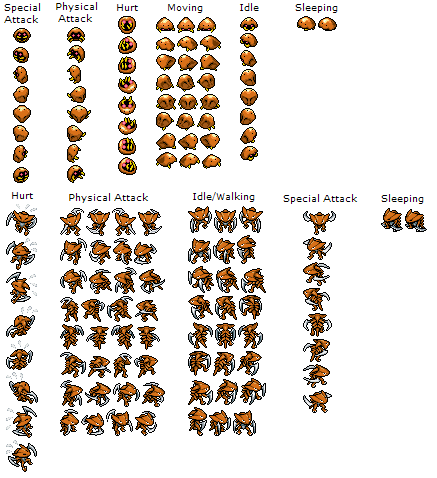 Special Attack
Physical Attack
Hurt
Moving
Idle
Sleeping
Hurt
Physical Attack
Idle/Walking
Special Attack
Sleeping